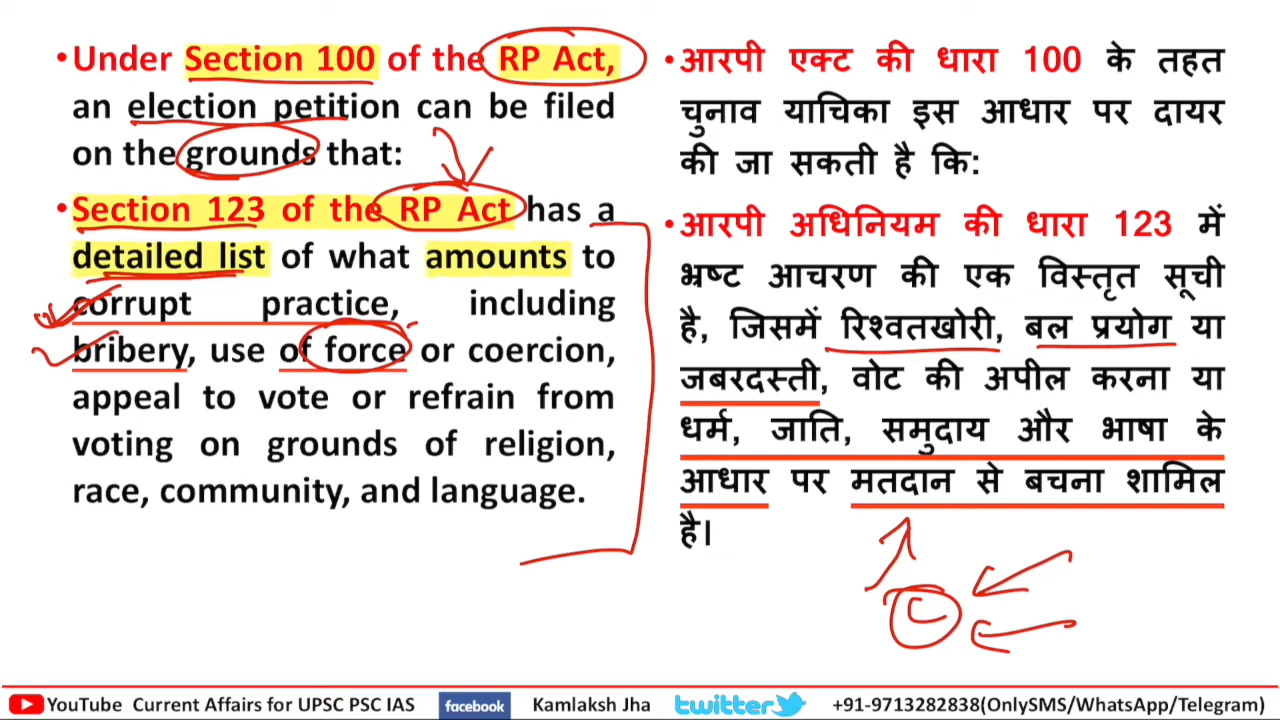 •Under Section 100 of the RP Act,
an election petition can be filed
on the grounds that:
•Section 123 of the RP Act has a
detailed list of what amounts to
corrupt practice, including
bribery, use of force or coercion,
appeal to vote or refrain from
voting on grounds of religion,
race, community, and language.
•आरपी एक्ट की धारा 100 के तहत
चुनाव याचिका इस आधार पर दायर
की जा सकती है कि:
•आरपी अधिनियम की धारा 123 में
भ्रष्ट आचरण की एक विस्तृत सूची
है, जिसमें रिश्वतखोरी, बल प्रयोग या
जबरदस्ती, वोट की अपील करना या
धर्म, जाति, समुदाय और भाषा के
आधार पर मतदान से बचना शामिल
है।
C
YouTube Current Affairs for UPSC PSC IAS facebook Kamlaksh Jha twitter +91-9713282838(OnlySMS/WhatsApp/Telegram)